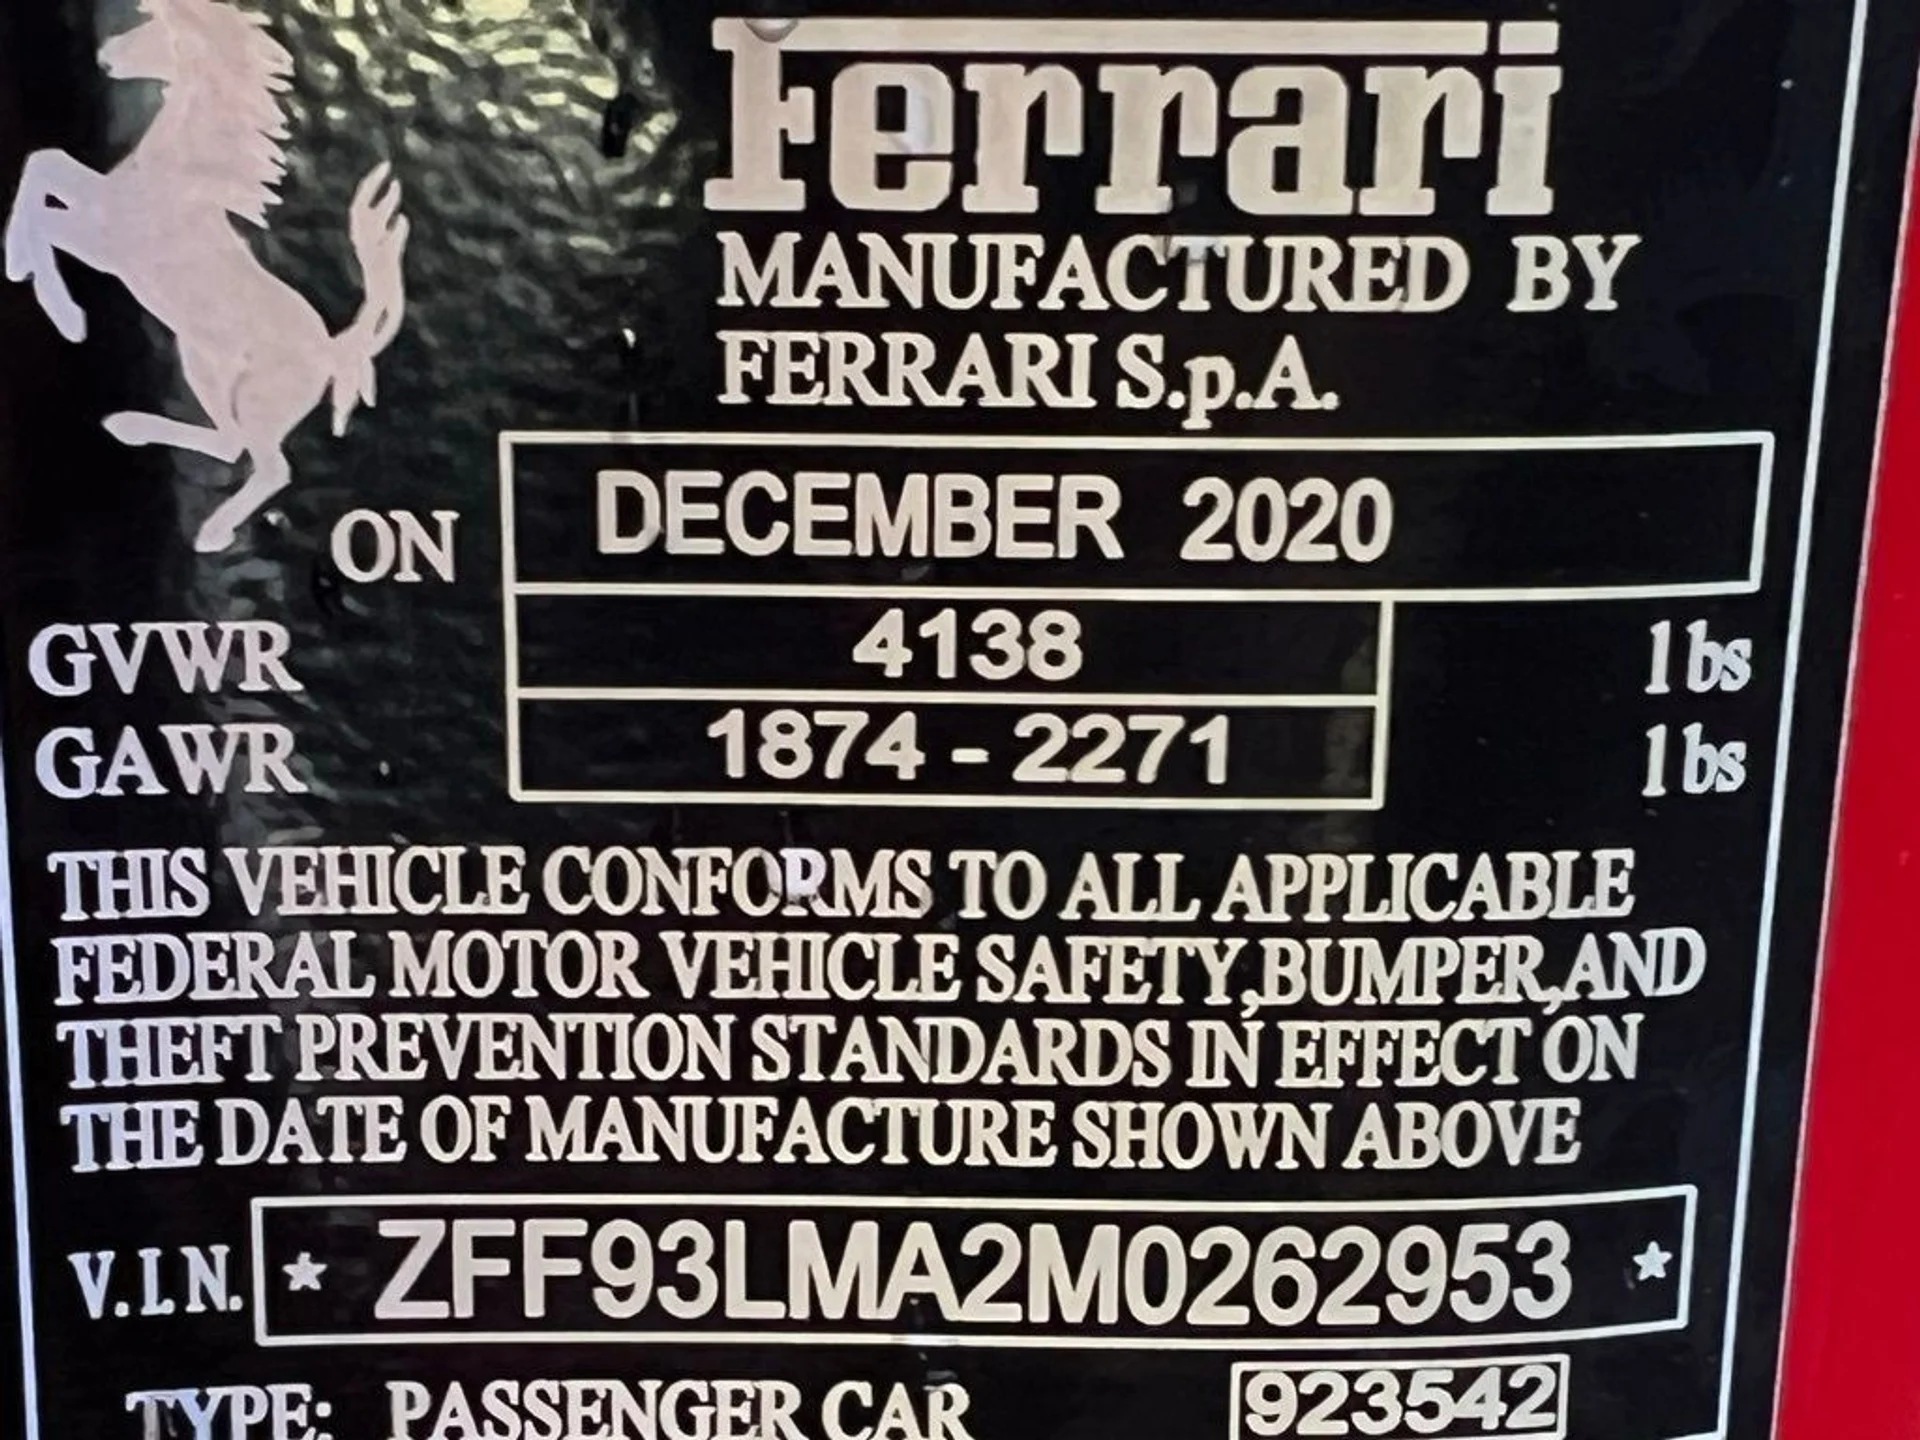 Ferrari
MANUFACTURED BY
FERRARI S.p.A.
ON DECEMBER 2020
GVWR 4138 lbs
GAWR 1874 - 2271 lbs
THIS VEHICLE CONFORMS TO ALL APPLICABLE
FEDERAL MOTOR VEHICLE SAFETY,BUMPER,AND
THEFT PREVENTION STANDARDS IN EFFECT ON
THE DATE OF MANUFACTURE SHOWN ABOVE
V.I.N. * ZFF93LMA2M0262953 *
TYPE: PASSENGER CAR 923542